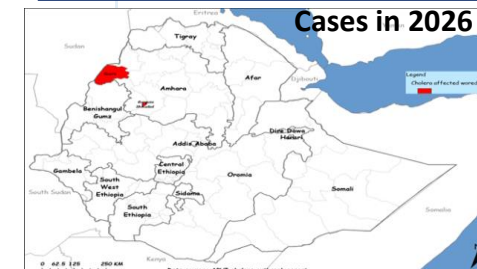 Cases in 2026
Eritrea
Tigray
Sudan
Afar
Amhara
Djibouti
Legend
Cholera affected wored
Benishangul
Gumz
Dire Dawa
Harari
Addis Ababa
Central
Ethiopia
Gambela
South
West
Ethiopia
Oromia
Somali
South Sudan
Sidama
South
Ethiopia
Somalia
Kenya
0 62.5 125 250 KM